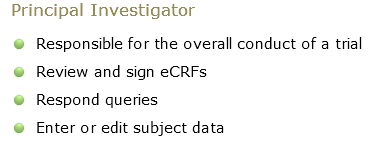 Principal Investigator
Responsible for the overall conduct of a trial
Review and sign eCRFs
Respond queries
Enter or edit subject data